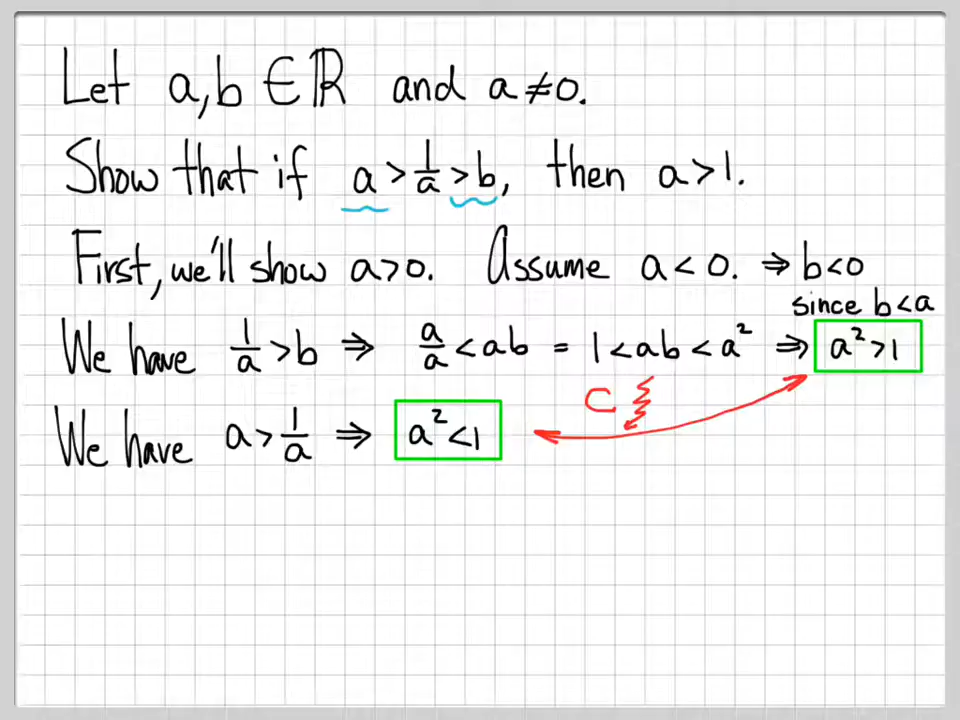 Let a,b ∈ ℝ and a ≠ 0.
Show that if a > 1/a > b, then a > 1.
First, we'll show a > 0. Assume a < 0. ⇒ b < 0
since b < a
We have 1/a > b ⇒ a/a < ab = 1 < ab < a² ⇒ a² > 1
C
We have a > 1/a ⇒ a² < 1